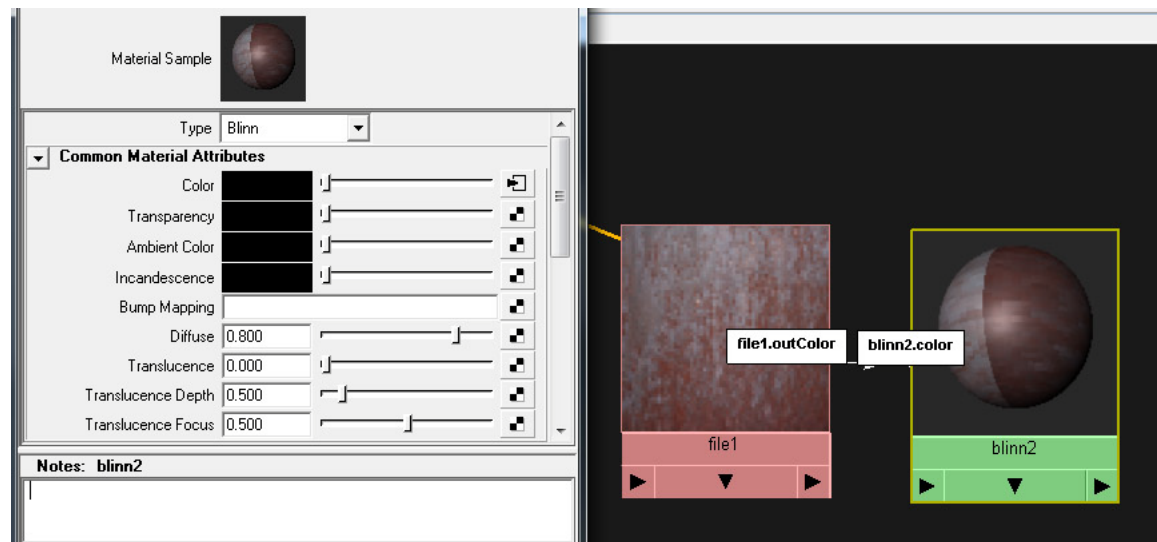 Material Sample
Type Blinn
Common Material Attributes
Color
Transparency
Ambient Color
Incandescence
Bump Mapping
Diffuse 0.800
Translucence 0.000
Translucence Depth 0.500
Translucence Focus 0.500
Notes: blinn2
file1.outColor blinn2.color
file1
blinn2